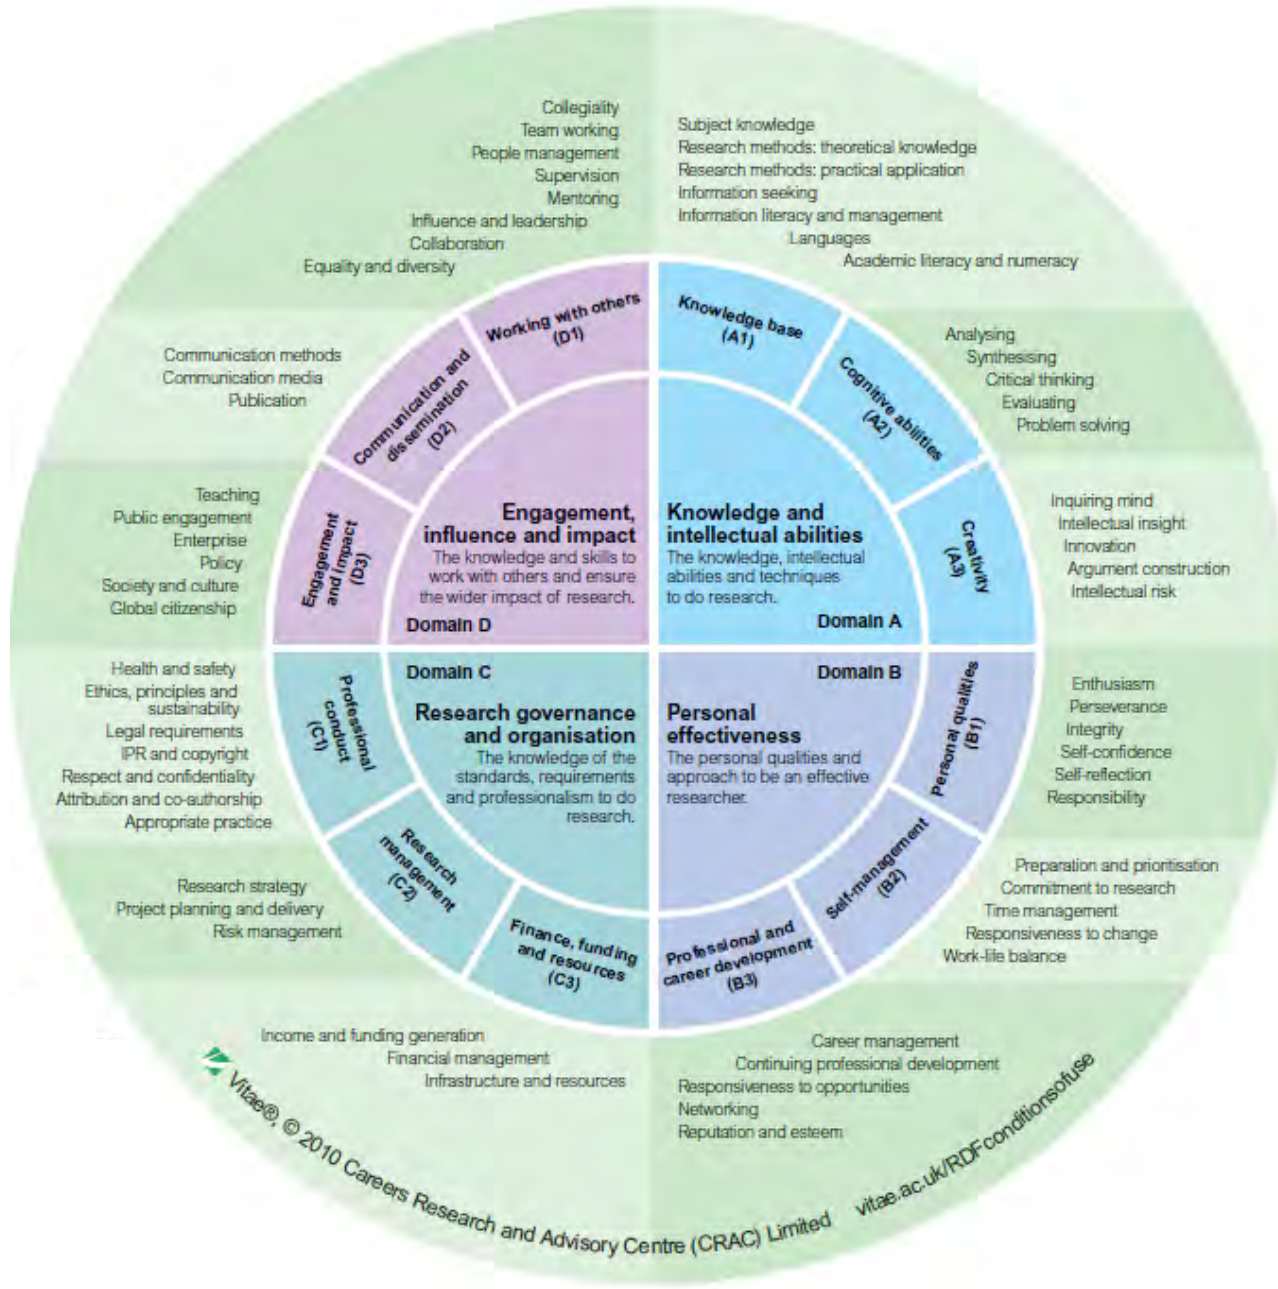 Collegiality
Team working
People management
Supervision
Mentoring
Influence and leadership
Collaboration
Equality and diversity
Subject knowledge
Research methods: theoretical knowledge
Research methods: practical application
Information seeking
Information literacy and management
Languages
Academic literacy and numeracy
Working with others
(D1)
Knowledge base
(A1)
Communication methods
Communication media
Publication
Communication and
dissemination
(D2)
Cognitive abilities
(A2)
Analysing
Synthesising
Critical thinking
Evaluating
Problem solving
Teaching
Public engagement
Enterprise
Policy
Society and culture
Global citizenship
Engagement
and impact
(D3)
Engagement,
influence and impact
The knowledge and skills to
work with others and ensure
the wider impact of research.
Domain D
Knowledge and
intellectual abilities
The knowledge, intellectual
abilities and techniques
to do research.
Domain A
Creativity
(A3)
Inquiring mind
Intellectual insight
Innovation
Argument construction
Intellectual risk
Health and safety
Ethics, principles and
sustainability
Legal requirements
IPR and copyright
Respect and confidentiality
Attribution and co-authorship
Appropriate practice
Professional
conduct
(C1)
Domain C
Research governance
and organisation
The knowledge of the
standards, requirements
and professionalism to do
research.
Domain B
Personal
effectiveness
The personal qualities and
approach to be an effective
researcher.
Personal qualities
(B1)
Enthusiasm
Perseverance
Integrity
Self-confidence
Self-reflection
Responsibility
Research strategy
Project planning and delivery
Risk management
Research
management
(C2)
Self-management
(B2)
Preparation and prioritisation
Commitment to research
Time management
Responsiveness to change
Work-life balance
Finance, funding
and resources
(C3)
Professional and
career development
(B3)
Income and funding generation
Financial management
Infrastructure and resources
Career management
Continuing professional development
Responsiveness to opportunities
Networking
Reputation and esteem
Vitae®, © 2010 Careers Research and Advisory Centre (CRAC) Limited vitae.ac.uk/RDFconditionsofuse